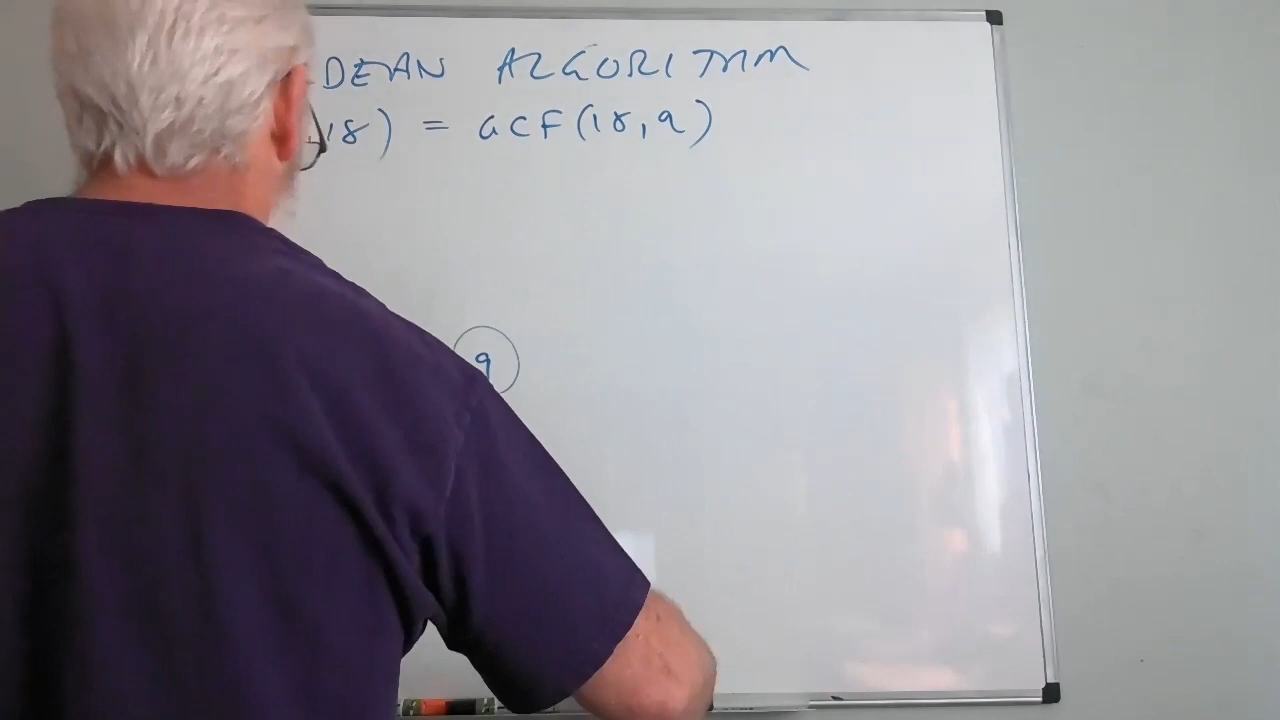 DEAN ALGORITHM
18) = GCF(18,9)
9